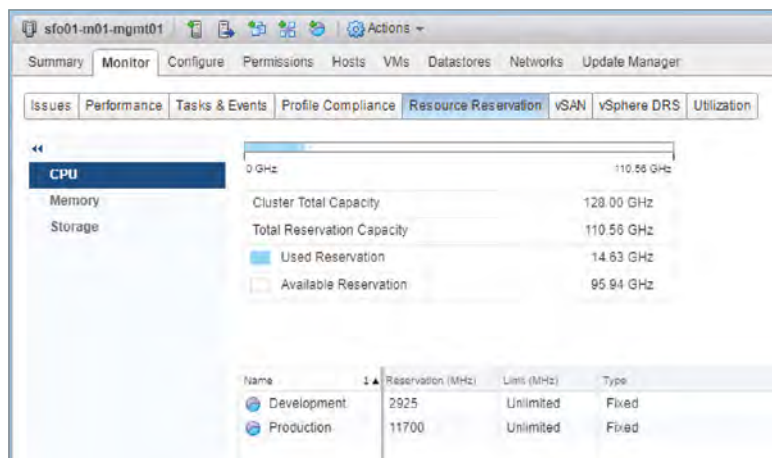 sfo01-m01-mgmt01 Actions
Summary Monitor Configure Permissions Hosts VMs Datastores Networks Update Manager
Issues Performance Tasks & Events Profile Compliance Resource Reservation vSAN vSphere DRS Utilization
CPU
Memory
Storage
0 GHz 110.56 GHz
Cluster Total Capacity 128.00 GHz
Total Reservation Capacity 110.56 GHz
Used Reservation 14.63 GHz
Available Reservation 95.94 GHz
Name 1 ▲ Reservation (MHz) Limit (MHz) Type
Development 2925 Unlimited Fixed
Production 11700 Unlimited Fixed